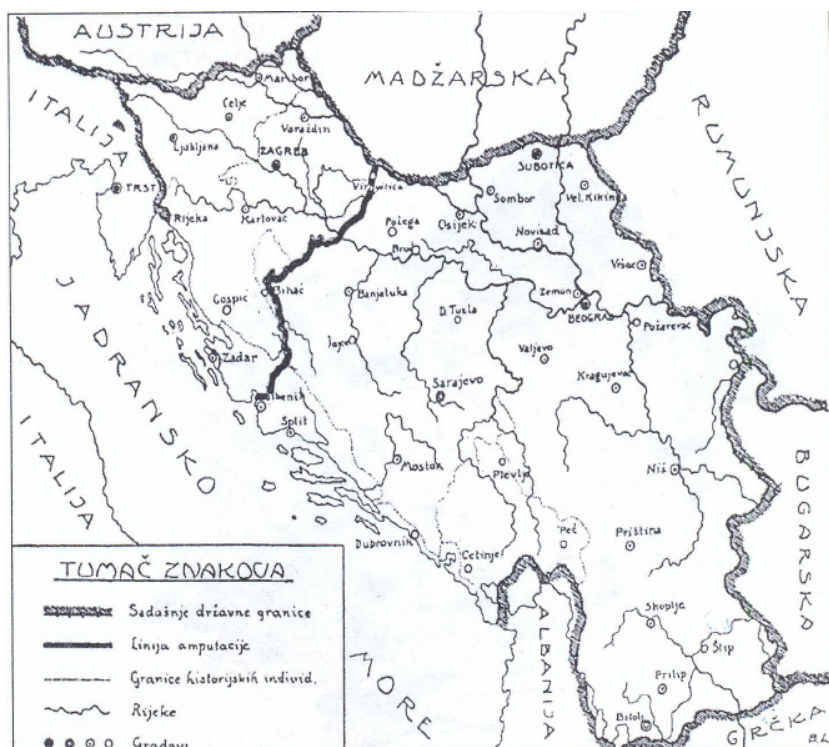 AUSTRIJA
MADŽARSKA
RUMUNJSKA
ITALIJA
Maribor
Celje
Varaždin
Ljubljana
ZAGREB
TRST
Rijeka
Karlovac
Virovitica
SUBOTICA
Sombor
Vel. Kikinda
Požega
Osijek
Novisad
Brod
Vršac
JADRANSKO
Gospić
Bihać
Banjaluka
Zemun
BEOGRAD
Požarevac
D. Tuzla
Jajce
Valjevo
Zadar
Sarajevo
Kragujevac
Split
ITALIJA
Mostar
Plevlje
Niš
BUGARSKA
Dubrovnik
Cetinje
Peć
Priština
Skoplje
Štip
Prilip
Bitolj
ALBANIJA
GRČKA
MORE
B.L.
TUMAČ ZNAKOVA
Sadašnje državne granice
Linija amputacije
Granice historijskih individ.
Rijeke
Gradovi